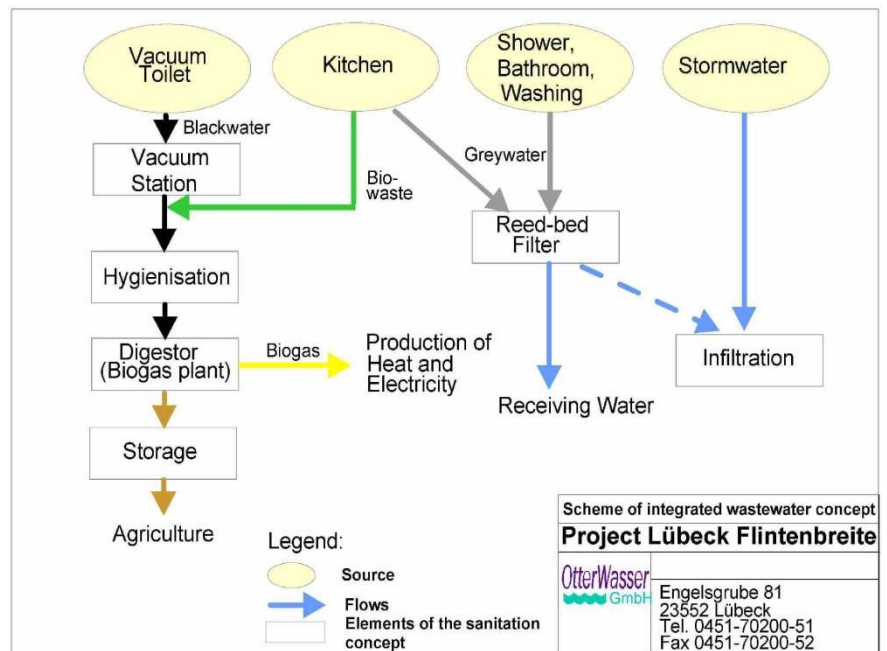 Vacuum
Toilet
Kitchen
Shower,
Bathroom,
Washing
Stormwater
Blackwater
Greywater
Vacuum
Station
Bio-
waste
Reed-bed
Filter
Hygienisation
Digestor
(Biogas plant)
Biogas
Production of
Heat and
Electricity
Infiltration
Receiving Water
Storage
Agriculture
Legend:
Source
Flows
Elements of the sanitation
concept
Scheme of integrated wastewater concept
Project Lübeck Flintenbreite
OtterWasser
GmbH
Engelsgrube 81
23552 Lübeck
Tel. 0451-70200-51
Fax 0451-70200-52